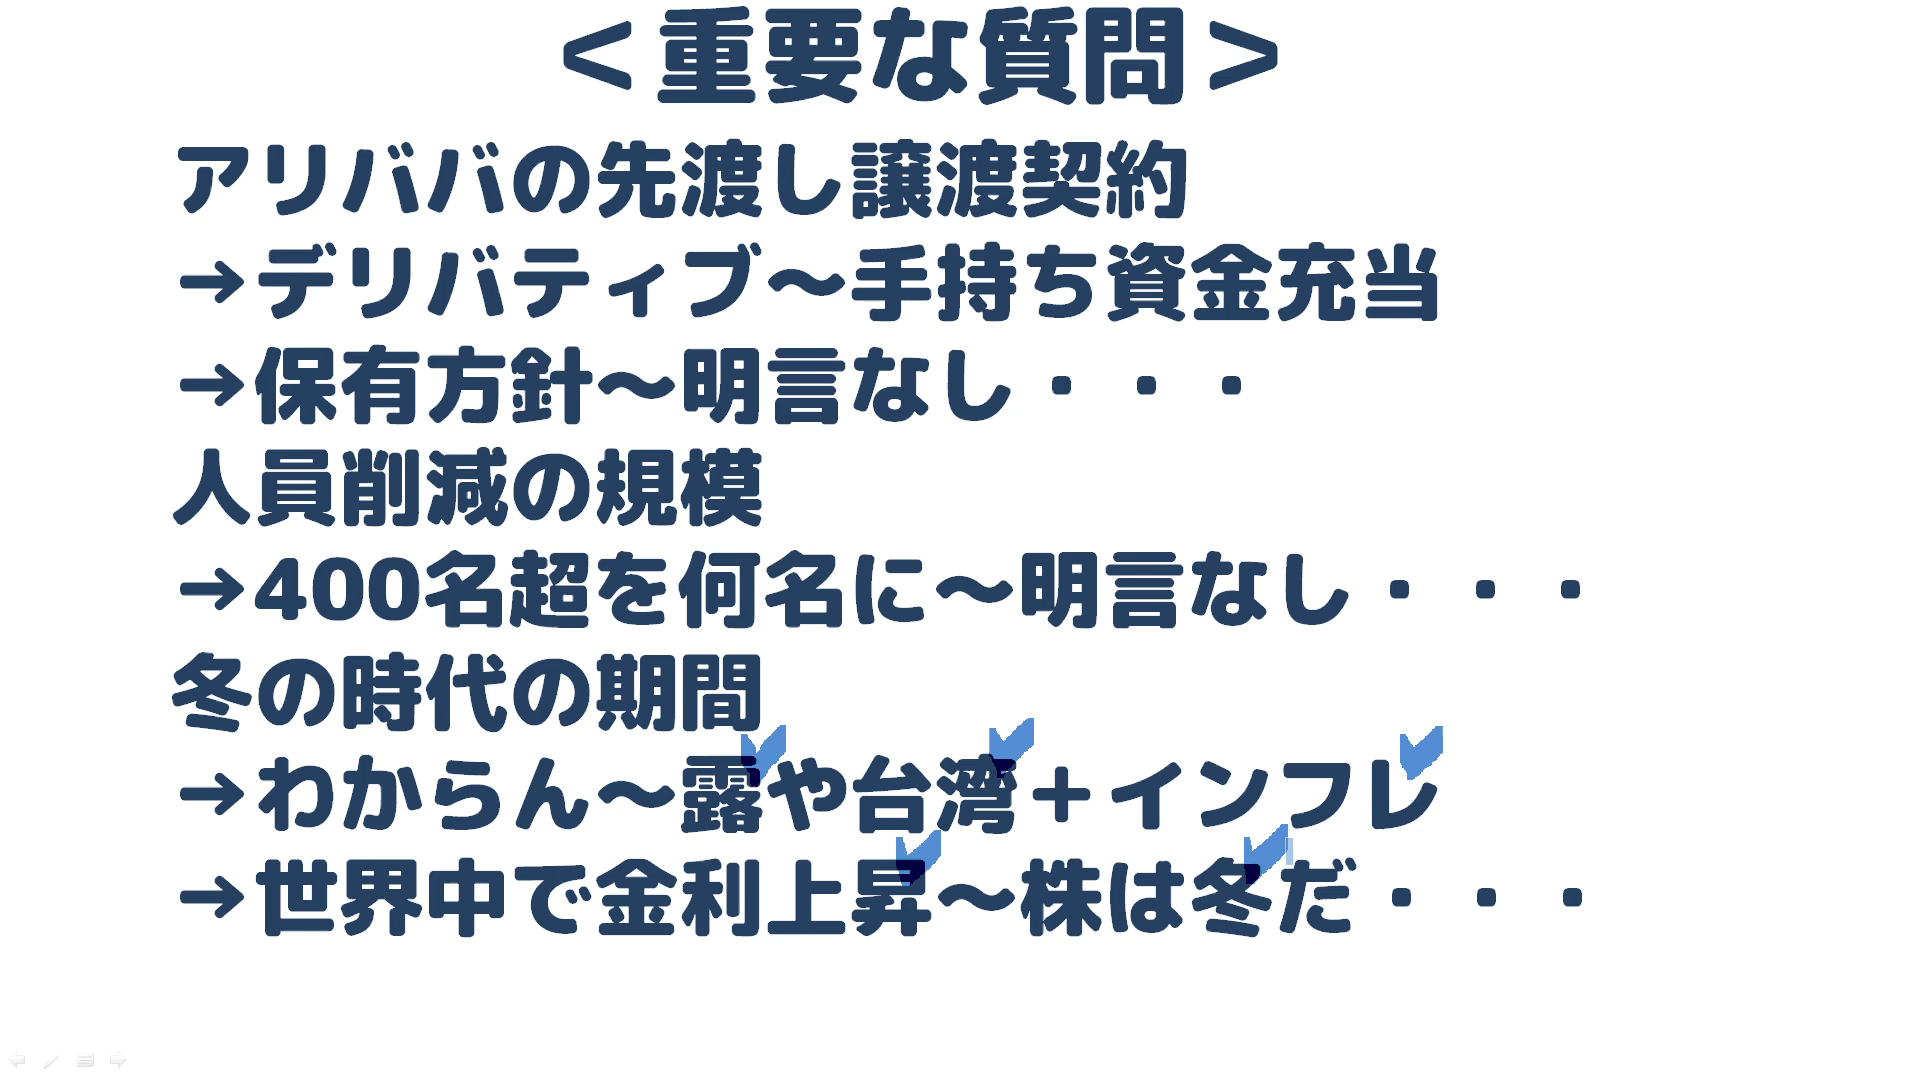 ＜重要な質問＞
アリババの先渡し譲渡契約
→デリバティブ～手持ち資金充当
→保有方針～明言なし・・・
人員削減の規模
→400名超を何名に～明言なし・・・
冬の時代の期間
→わからん～露や台湾＋インフレ
→世界中で金利上昇～株は冬だ・・・